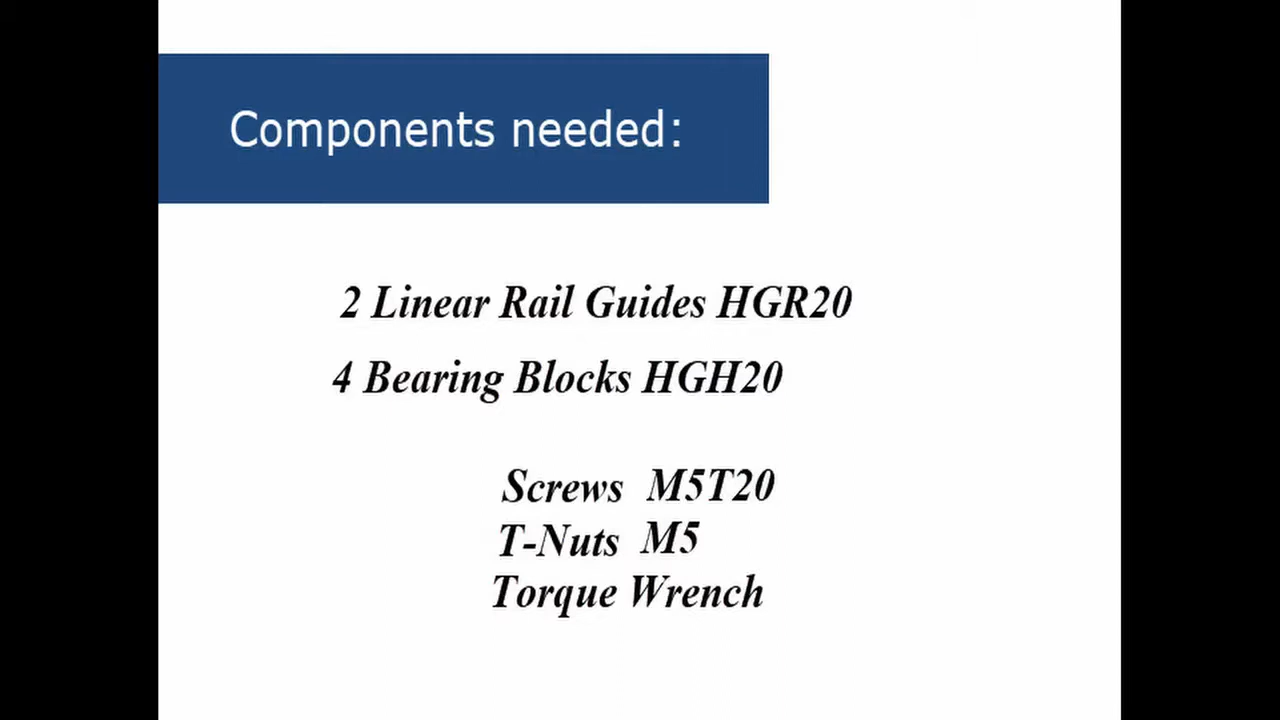 Components needed:
2 Linear Rail Guides HGR20
4 Bearing Blocks HGH20
Screws M5T20
T-Nuts M5
Torque Wrench